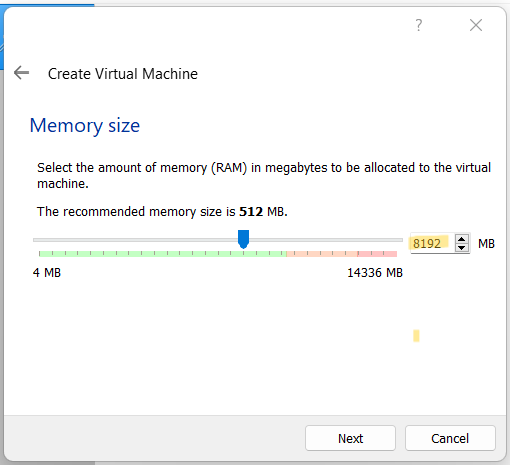 ?
Create Virtual Machine
Memory size
Select the amount of memory (RAM) in megabytes to be allocated to the virtual
machine.
The recommended memory size is 512 MB.
8192 MB
4 MB 14336 MB
Next Cancel